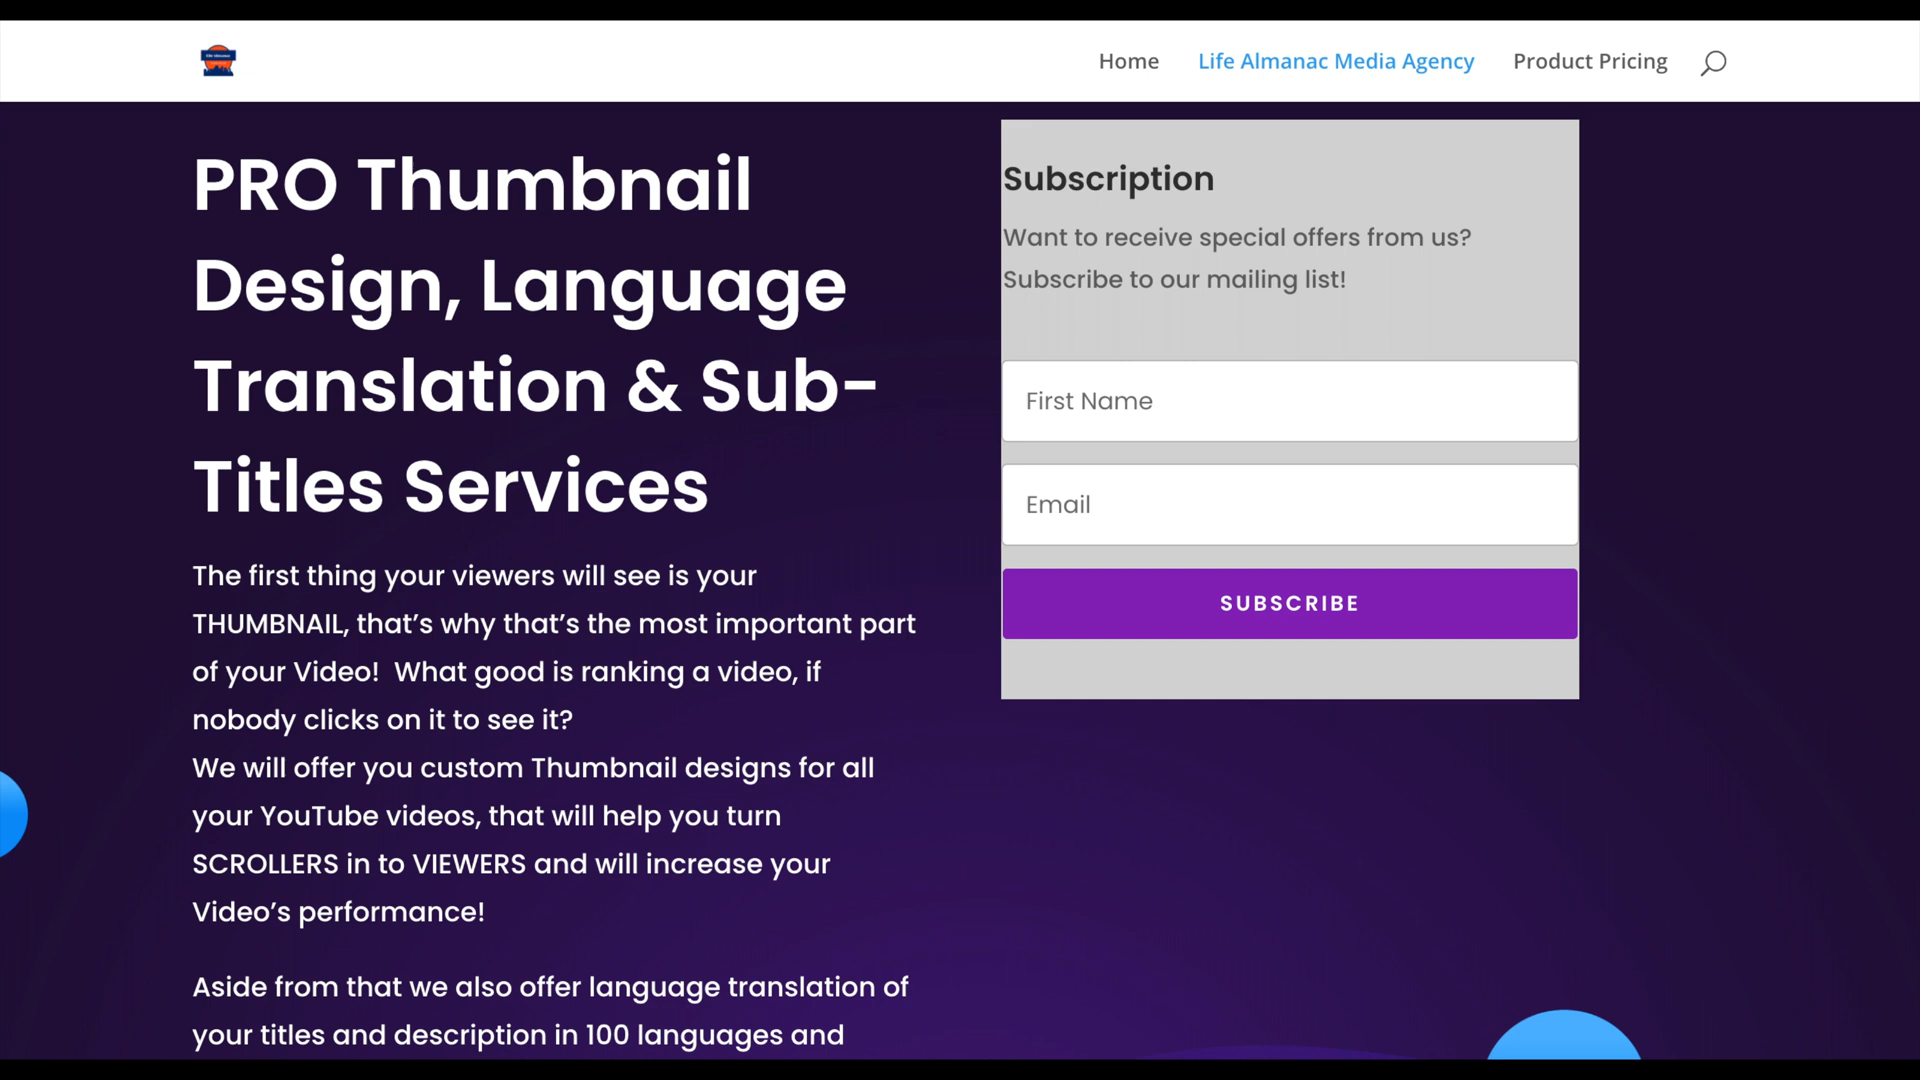 Home
Life Almanac Media Agency
Product Pricing
PRO Thumbnail
Design, Language
Translation & Sub-
Titles Services
The first thing your viewers will see is your
THUMBNAIL, that’s why that’s the most important part
of your Video!  What good is ranking a video, if
nobody clicks on it to see it?
We will offer you custom Thumbnail designs for all
your YouTube videos, that will help you turn
SCROLLERS in to VIEWERS and will increase your
Video’s performance!
Aside from that we also offer language translation of
your titles and description in 100 languages and
Subscription
Want to receive special offers from us?
Subscribe to our mailing list!
First Name
Email
SUBSCRIBE